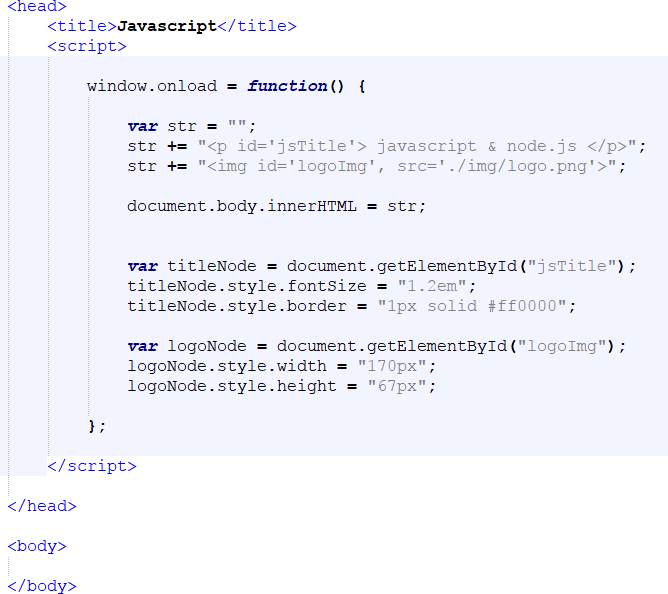 <head>
<title>Javascript</title>
<script>
window.onload = function() {
var str = "";
str += "<p id='jsTitle'> javascript & node.js </p>";
str += "<img id='logoImg', src='./img/logo.png'>";
document.body.innerHTML = str;
var titleNode = document.getElementById("jsTitle");
titleNode.style.fontSize = "1.2em";
titleNode.style.border = "1px solid #ff0000";
var logoNode = document.getElementById("logoImg");
logoNode.style.width = "170px";
logoNode.style.height = "67px";
};
</script>
</head>
<body>
</body>